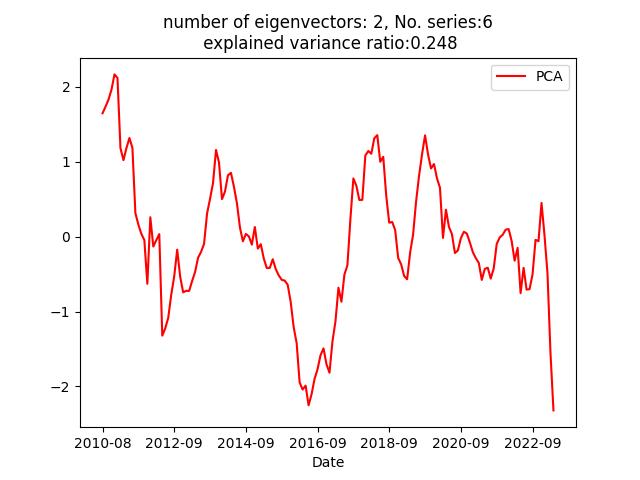 number of eigenvectors: 2, No. series:6
explained variance ratio:0.248
PCA
2
1
0
−1
−2
2010-08 2012-09 2014-09 2016-09 2018-09 2020-09 2022-09
Date